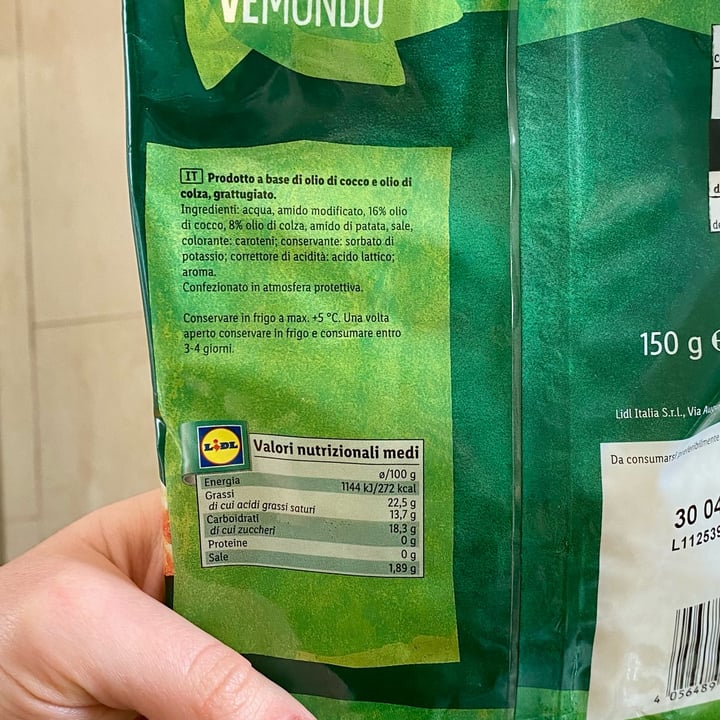 VEMONDO
IT Prodotto a base di olio di cocco e olio di
colza, grattugiato.
Ingredienti: acqua, amido modificato, 16% olio
di cocco, 8% olio di colza, amido di patata, sale,
colorante: caroteni; conservante: sorbato di
potassio; correttore di acidità: acido lattico;
aroma.
Confezionato in atmosfera protettiva.
Conservare in frigo a max. +5 °C. Una volta
aperto conservare in frigo e consumare entro
3-4 giorni.
LIDL
Valori nutrizionali medi
ø/100 g
Energia 1144 kJ/272 kcal
Grassi 22,5 g
di cui acidi grassi saturi 13,7 g
Carboidrati 18,3 g
di cui zuccheri 0 g
Proteine 0 g
Sale 1,89 g
150 g e
Lidl Italia S.r.l., Via
Da consumarsi
30 04
L112539
4 056489